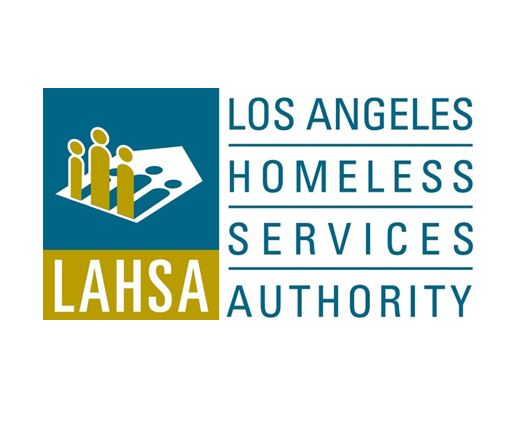 LAHSA
LOS ANGELES
HOMELESS
SERVICES
AUTHORITY